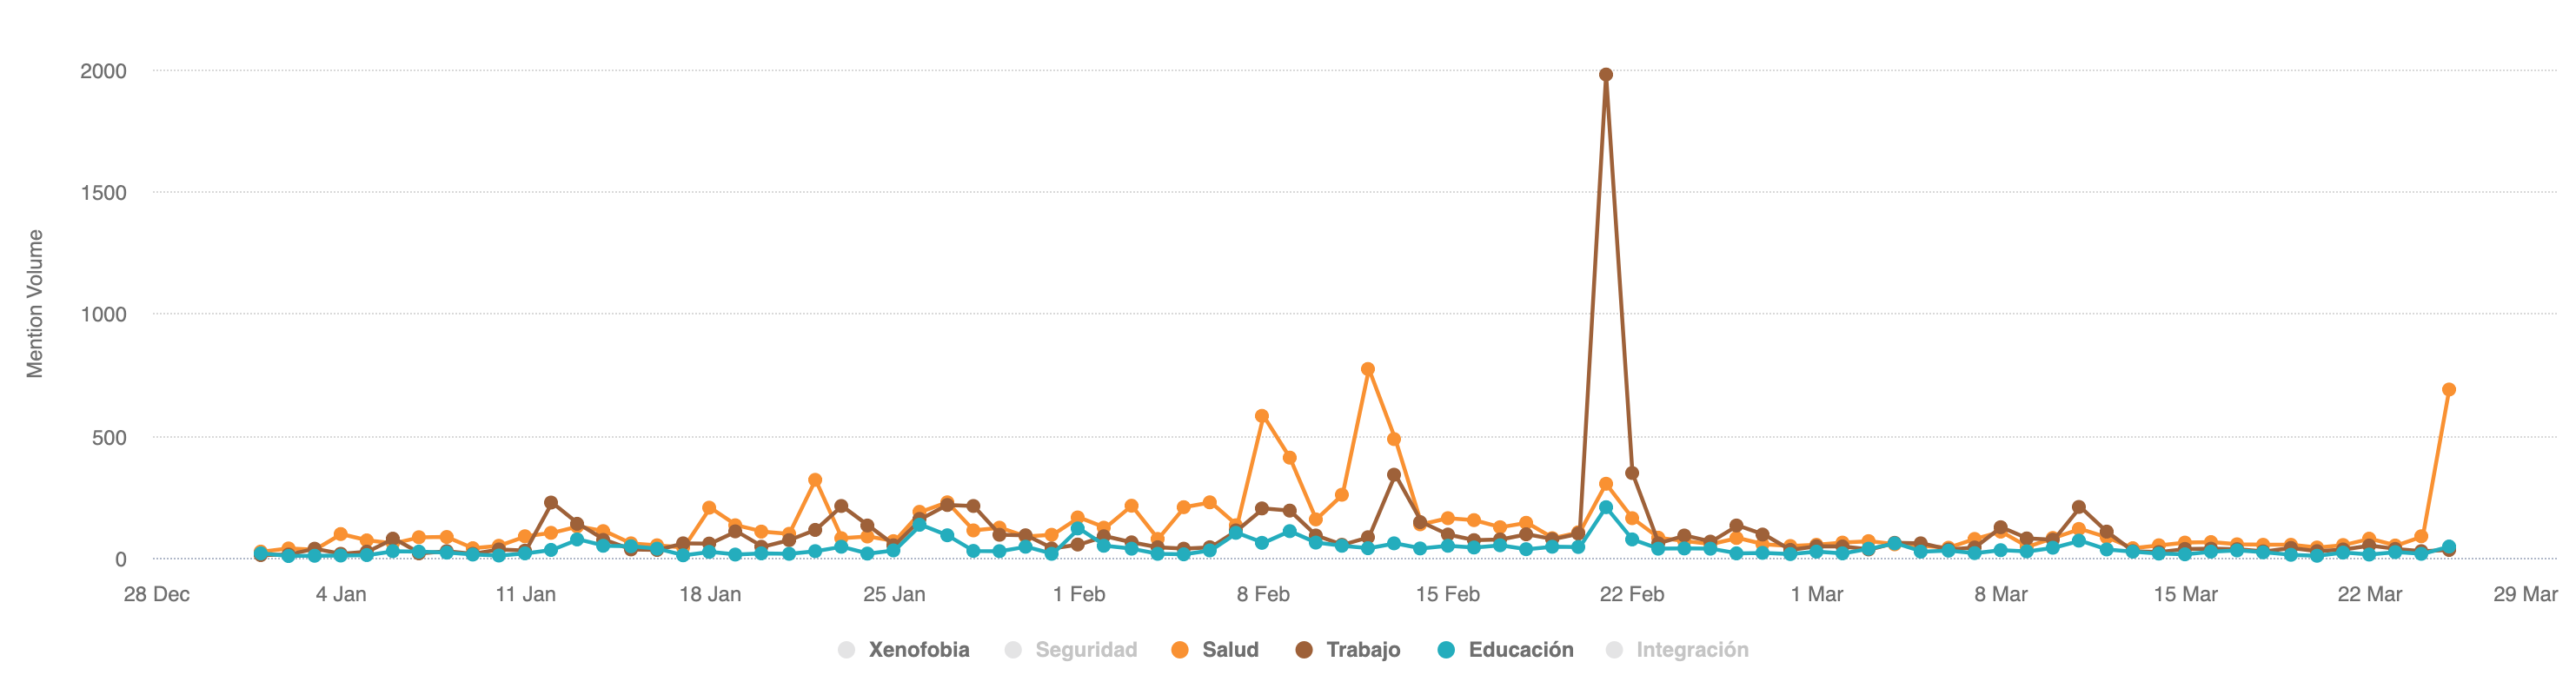 2000
1500
1000
500
0
Mention Volume
28 Dec 4 Jan 11 Jan 18 Jan 25 Jan 1 Feb 8 Feb 15 Feb 22 Feb 1 Mar 8 Mar 15 Mar 22 Mar 29 Mar
Xenofobia Seguridad Salud Trabajo Educación Integración